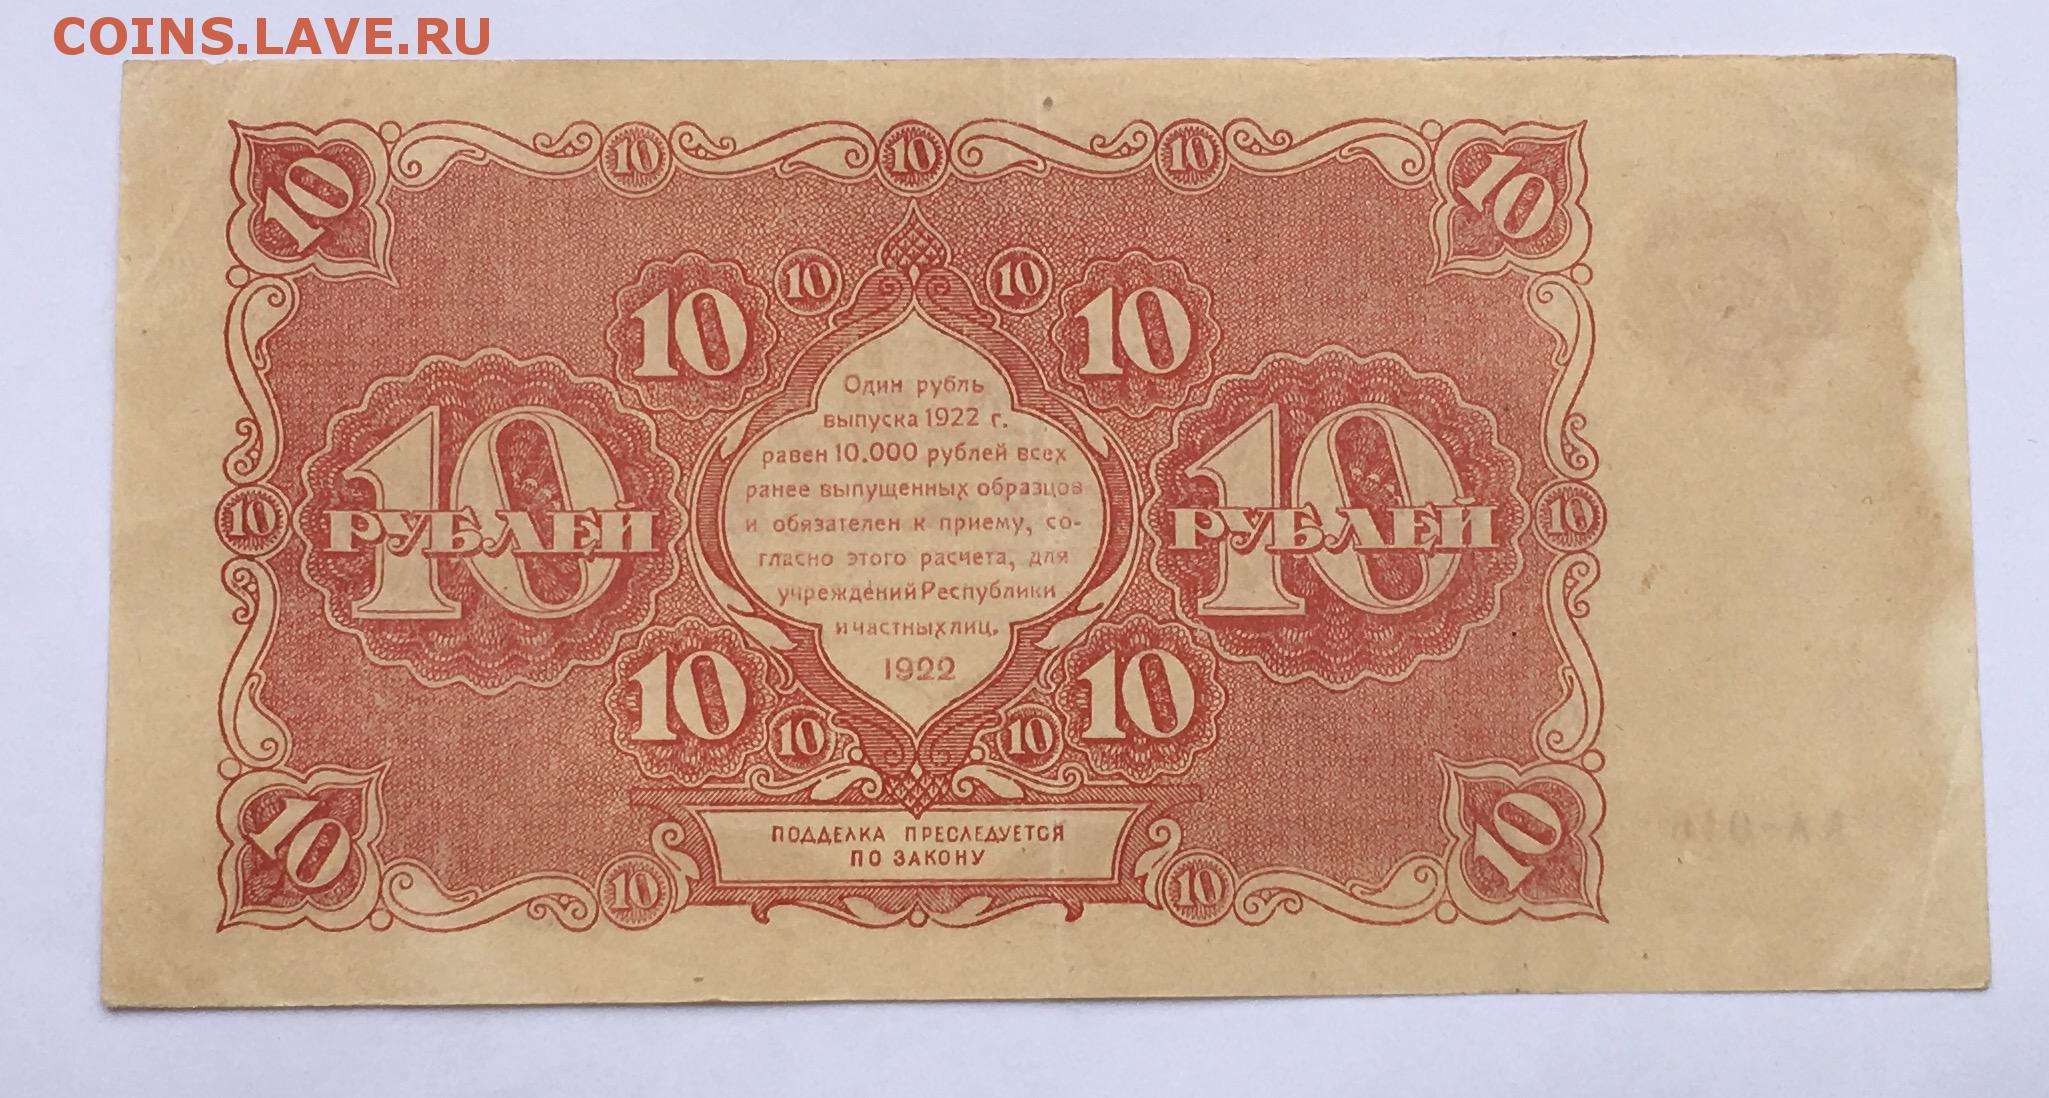 COINS.LAVE.RU
10 10 10 10 10
10 10
10 10
Один рубль
выпуска 1922 г.
равен 10.000 рублей всех
ранее выпущенных образцов
и обязателен к приему, со-
гласно этого расчета, для
учреждений Республики
и частных лиц.
1922
10 10 РУБЛЕЙ
10 РУБЛЕЙ 10
10 10
10 10
ПОДДЕЛКА ПРЕСЛЕДУЕТСЯ
ПО ЗАКОНУ
10 10 10 10